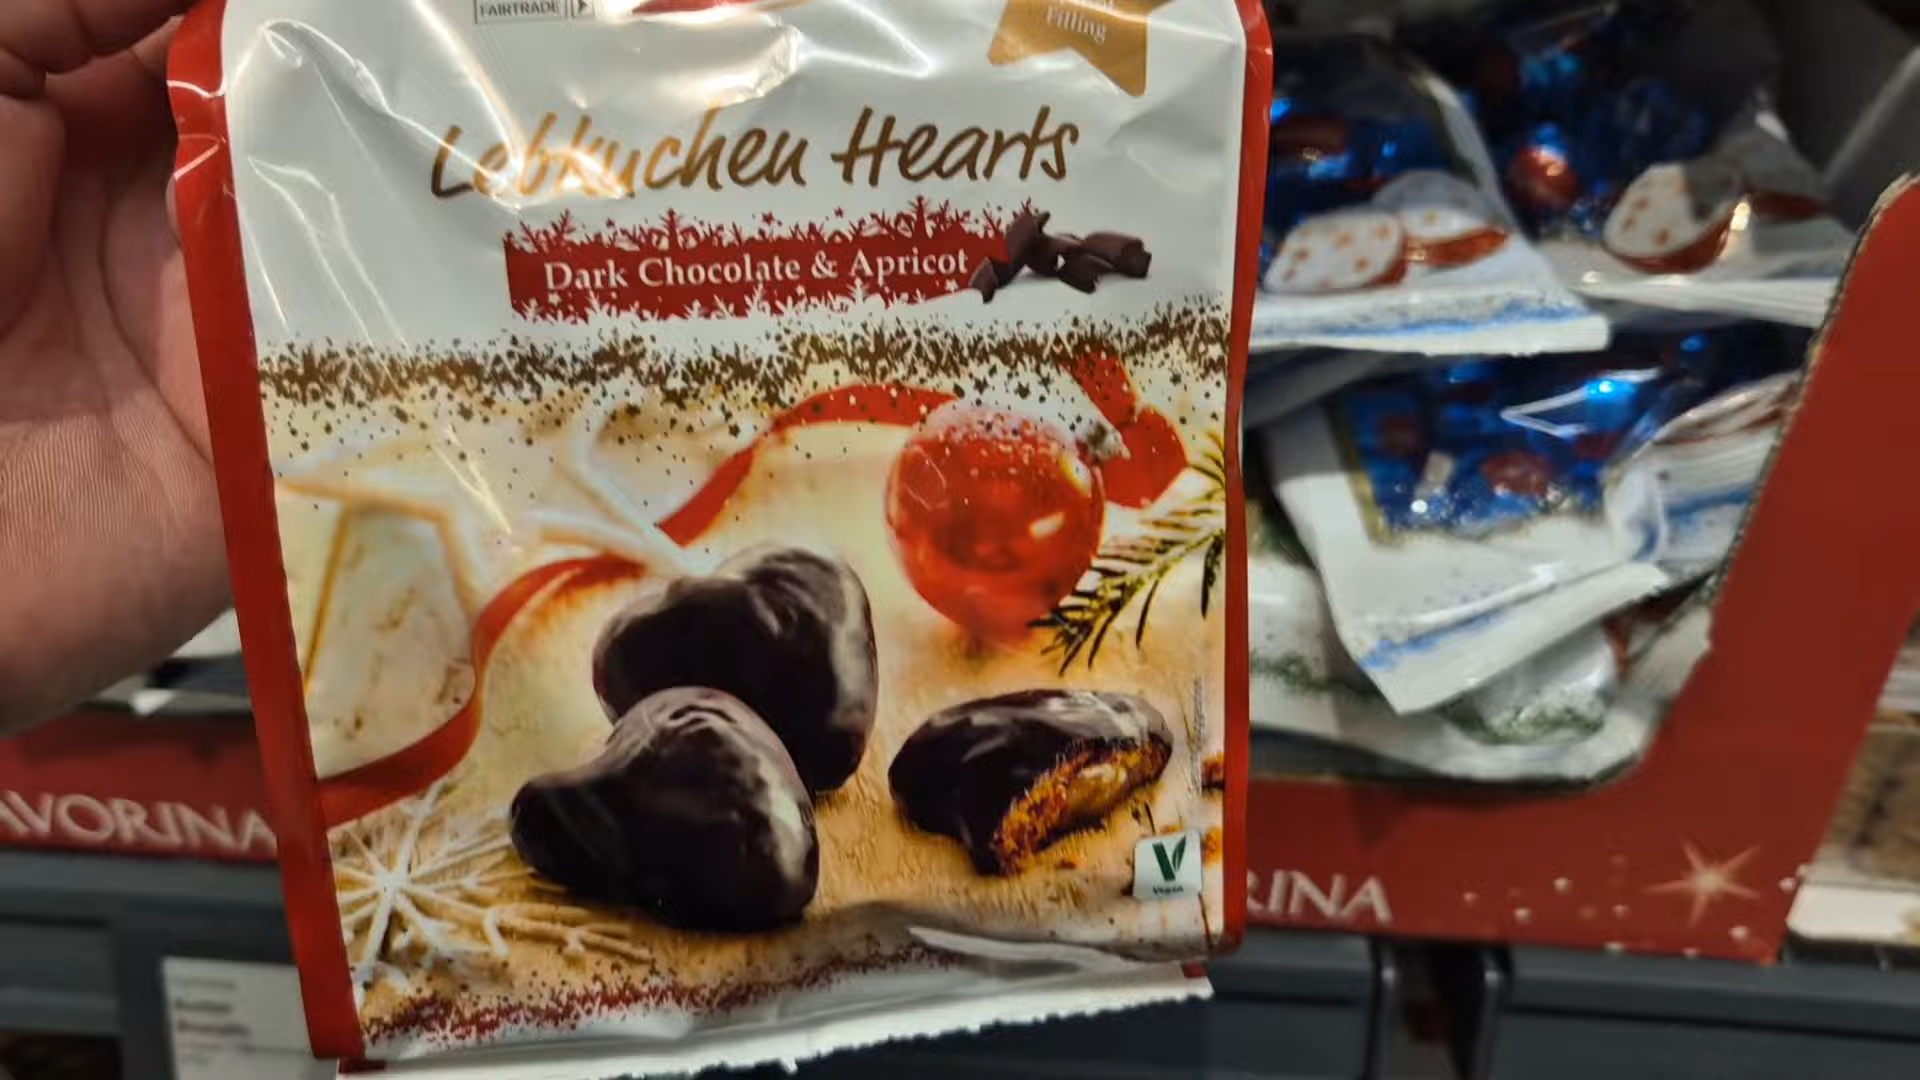 FAIRTRADE
Filling
Lebkuchen Hearts
Dark Chocolate & Apricot
Vegan
AVORINA
RINA